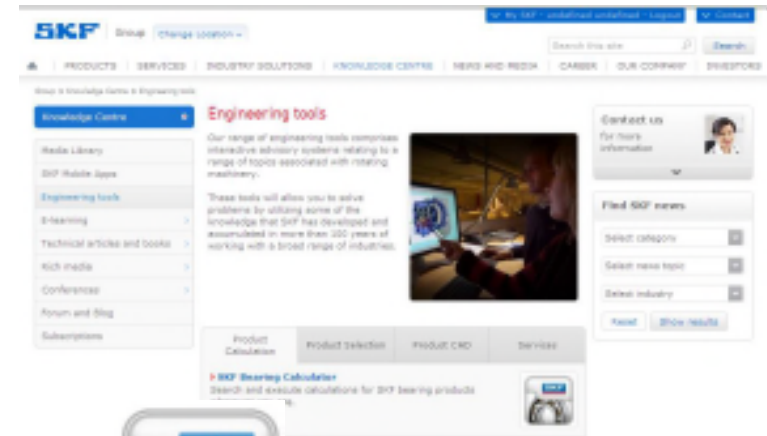 My SKF - undefined undefined - Logout
Contact
SKF Group Change Location
Search this site
Search
PRODUCTS SERVICES INDUSTRY SOLUTIONS KNOWLEDGE CENTRE NEWS AND MEDIA CAREER OUR COMPANY INVESTORS
Group Knowledge Centre Engineering tools
Knowledge Centre
Media Library
SKF Mobile Apps
Engineering tools
E-learning
Technical articles and books
Rich media
Conferences
Forum and Blog
Subscriptions
Engineering tools
Our range of engineering tools comprises
interactive advisory systems relating to a
range of topics associated with rotating
machinery.
These tools will allow you to solve
problems by utilizing some of the
knowledge that SKF has developed and
accumulated in more than 100 years of
working with a broad range of industries.
Product
Calculation
Product Selection
Product CAD
Services
SKF Bearing Calculator
Search and execute calculations for SKF bearing products
Contact us
for more
information
Find SKF news
Select category
Select news topic
Select industry
Reset
Show results
SKF